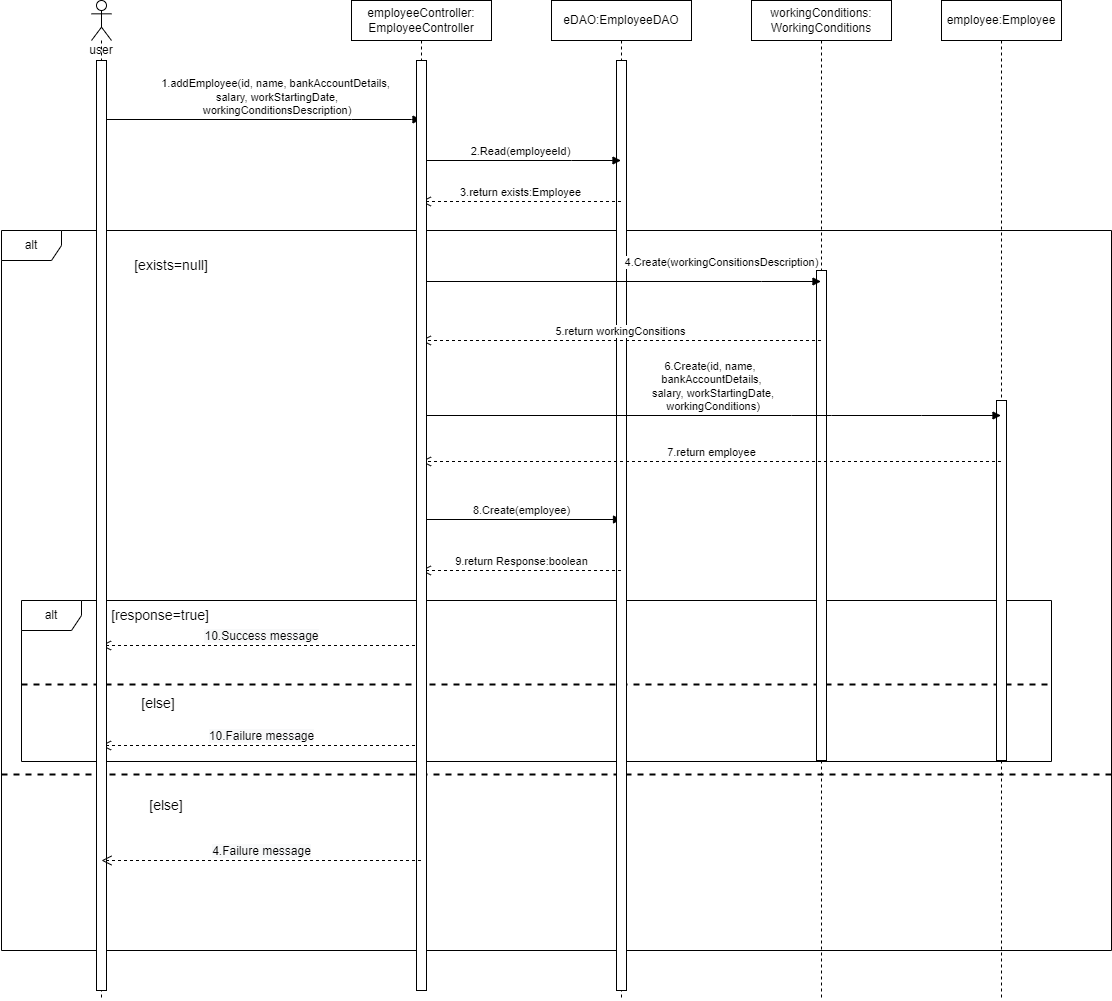 user
employeeController:
EmployeeController
eDAO:EmployeeDAO
workingConditions:
WorkingConditions
employee:Employee
1.addEmployee(id, name, bankAccountDetails,
salary, workStartingDate,
workingConditionsDescription)
2.Read(employeeId)
3.return exists:Employee
alt
[exists=null]
4.Create(workingConsitionsDescription)
5.return workingConsitions
6.Create(id, name,
bankAccountDetails,
salary, workStartingDate,
workingConditions)
7.return employee
8.Create(employee)
9.return Response:boolean
alt
[response=true]
10.Success message
[else]
10.Failure message
[else]
4.Failure message